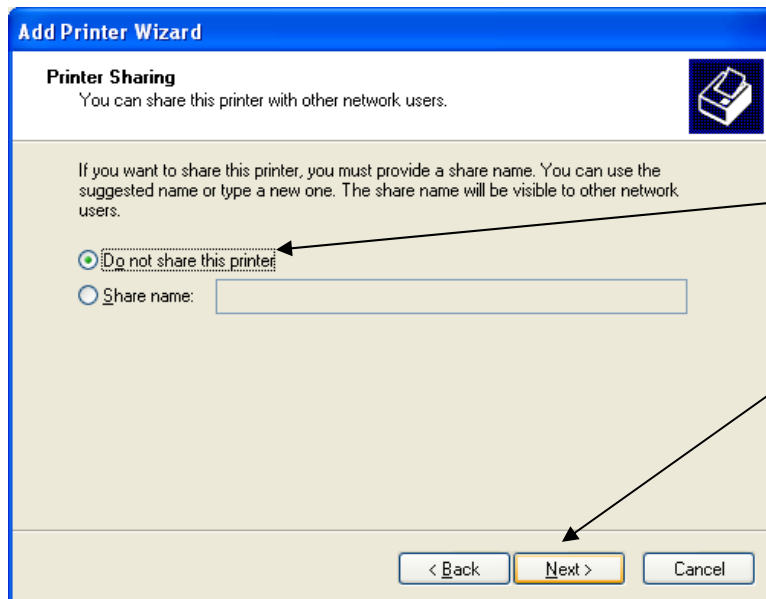 Add Printer Wizard
Printer Sharing
You can share this printer with other network users.
If you want to share this printer, you must provide a share name. You can use the
suggested name or type a new one. The share name will be visible to other network
users.
Do not share this printer
Share name:
< Back
Next >
Cancel